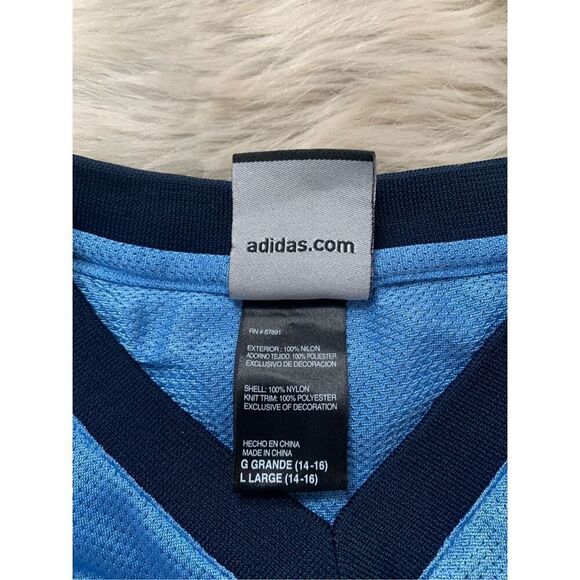 adidas.com
RN # 67891
EXTERIOR : 100% NILON
ADORNO TEJIDO: 100% POLYESTER
EXCLUSIVO DE DECORACION
SHELL: 100% NYLON
KNIT TRIM: 100% POLYESTER
EXCLUSIVE OF DECORATION
HECHO EN CHINA
MADE IN CHINA
G GRANDE (14-16)
L LARGE (14-16)